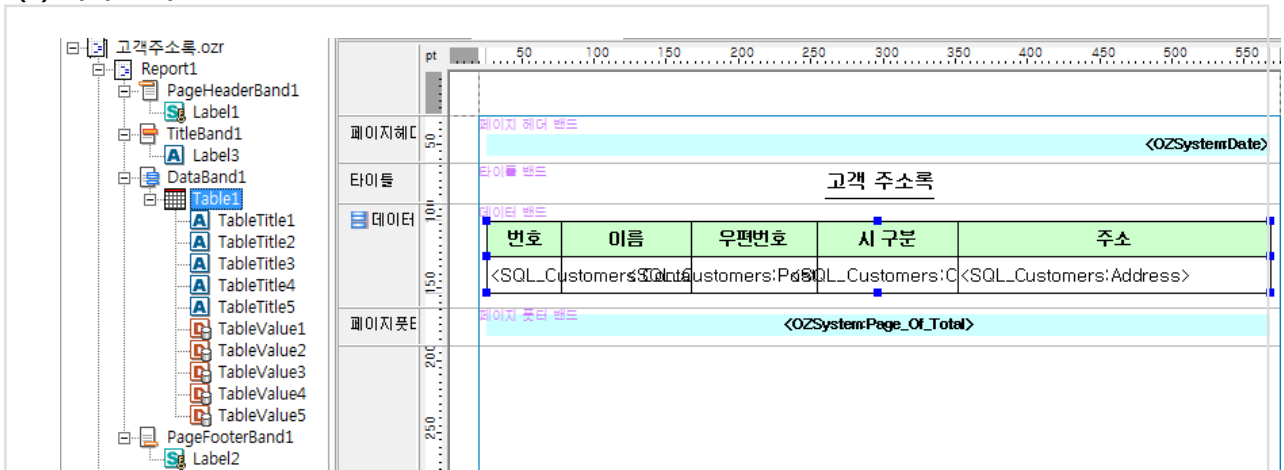 고객주소록.ozr
Report1
PageHeaderBand1
Label1
TitleBand1
Label3
DataBand1
Table1
TableTitle1
TableTitle2
TableTitle3
TableTitle4
TableTitle5
TableValue1
TableValue2
TableValue3
TableValue4
TableValue5
PageFooterBand1
Label2
pt 50 100 150 200 250 300 350 400 450 500 550
페이지헤더 50 페이지 헤더 밴드
<OZSystem:Date>
타이틀 타이틀 밴드
고객 주소록
데이터 100 데이터 밴드
번호 이름 우편번호 시 구분 주소
150 <SQL_Customers: <SQL_Customers:Address>
페이지풋터 페이지 풋터 밴드
<OZSystem:Page_Of_Total>
200
250